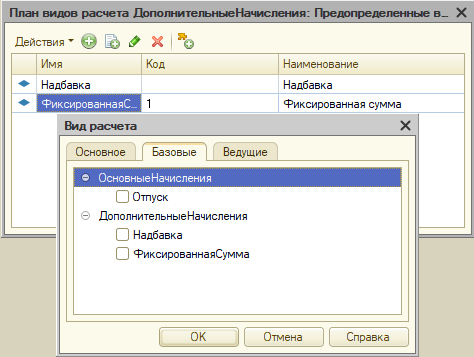 План видов расчета ДополнительныеНачисления: Предопределенные в...
Действия
Имя Код Наименование
Надбавка Надбавка
ФиксированнаяС... 1 Фиксированная сумма
Вид расчета
Основное Базовые Ведущие
ОсновныеНачисления
Отпуск
ДополнительныеНачисления
Надбавка
ФиксированнаяСумма
OK Отмена Справка